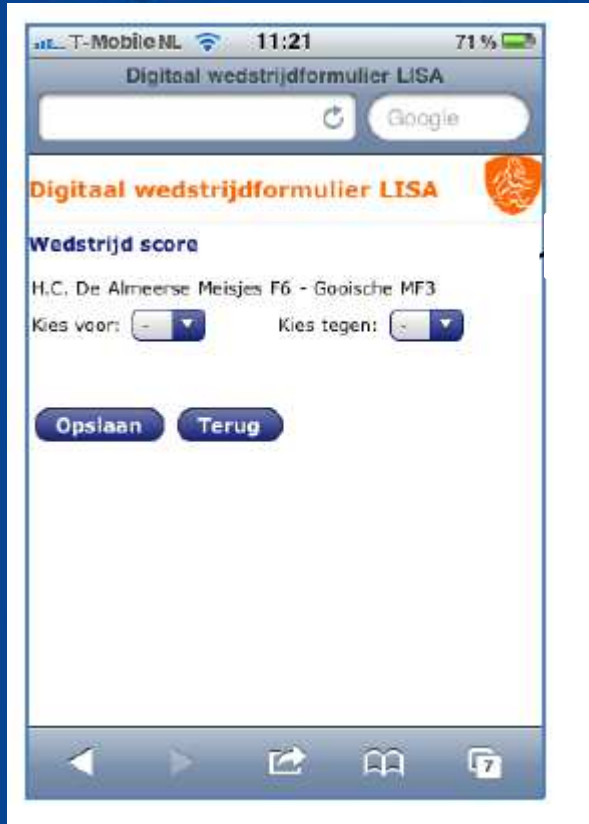 T-Mobile NL 11:21 71 %
Digitaal wedstrijdformulier LISA
Google
Digitaal wedstrijdformulier LISA
Wedstrijd score
H.C. De Almeerse Meisjes F6 - Gooische MF3
Kies voor: - Kies tegen: -
Opslaan Terug
7